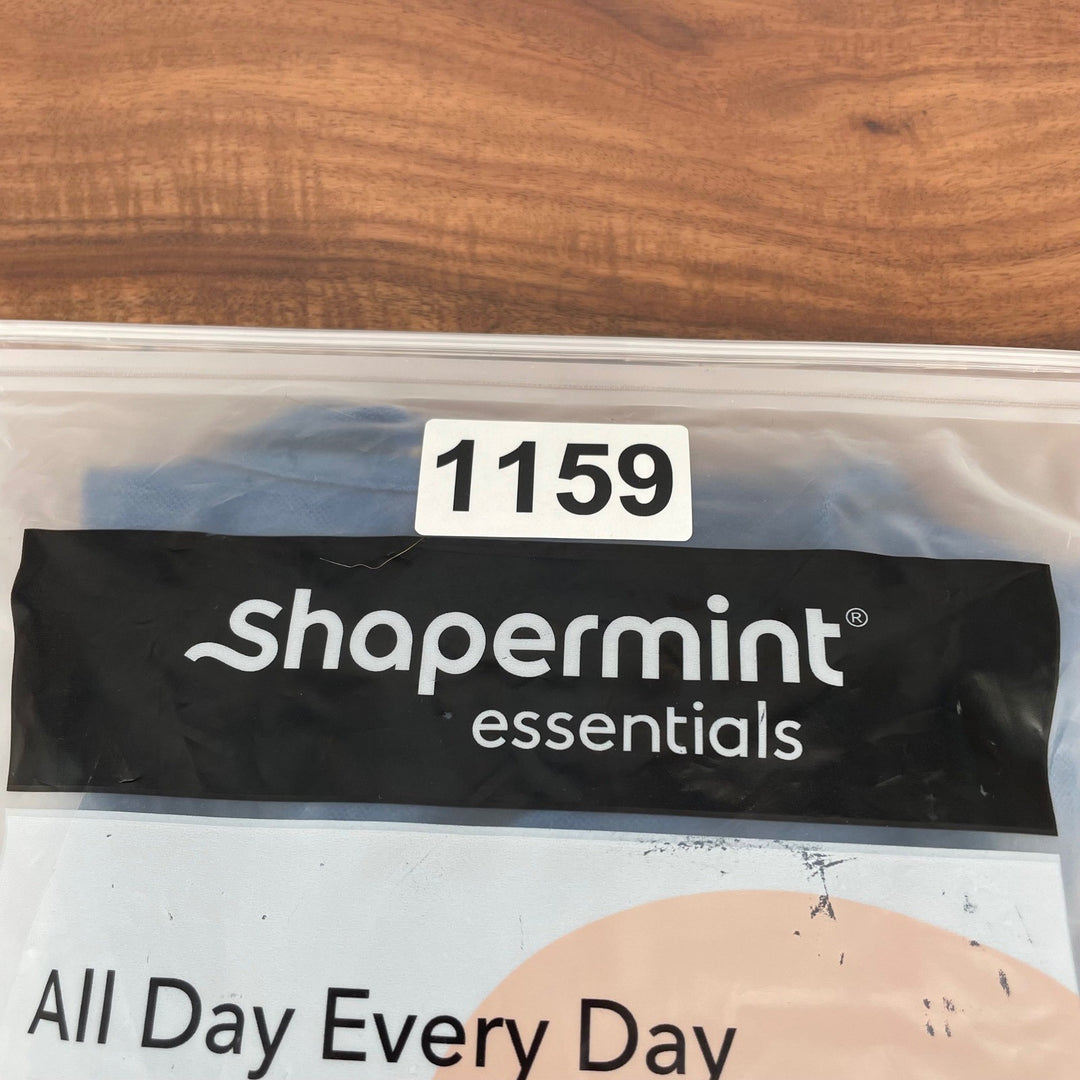 1159
shapermint®
essentials
All Day Every Day